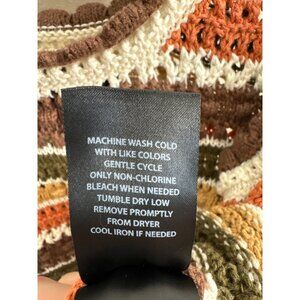 MACHINE WASH COLD
WITH LIKE COLORS
GENTLE CYCLE
ONLY NON-CHLORINE
BLEACH WHEN NEEDED
TUMBLE DRY LOW
REMOVE PROMPTLY
FROM DRYER
COOL IRON IF NEEDED